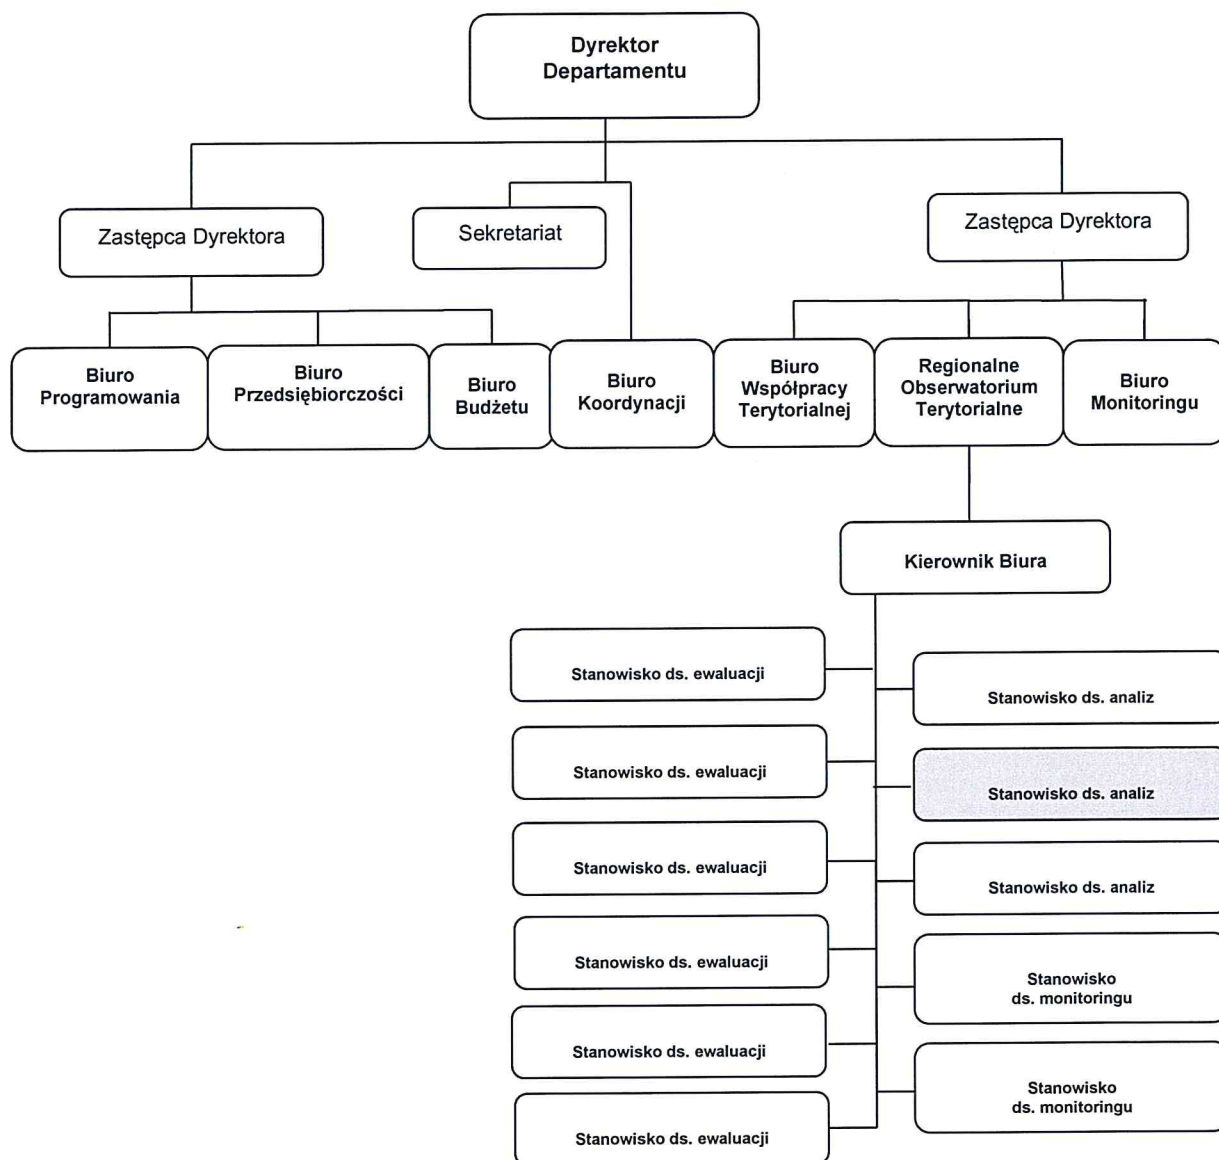 Dyrektor
Departamentu
Zastępca Dyrektora
Sekretariat
Zastępca Dyrektora
Biuro
Programowania
Biuro
Przedsiębiorczości
Biuro
Budżetu
Biuro
Koordynacji
Biuro
Współpracy
Terytorialnej
Regionalne
Obserwatorium
Terytorialne
Biuro
Monitoringu
Kierownik Biura
Stanowisko ds. ewaluacji
Stanowisko ds. analiz
Stanowisko ds. ewaluacji
Stanowisko ds. analiz
Stanowisko ds. ewaluacji
Stanowisko ds. analiz
Stanowisko ds. ewaluacji
Stanowisko
ds. monitoringu
Stanowisko ds. ewaluacji
Stanowisko
ds. monitoringu
Stanowisko ds. ewaluacji